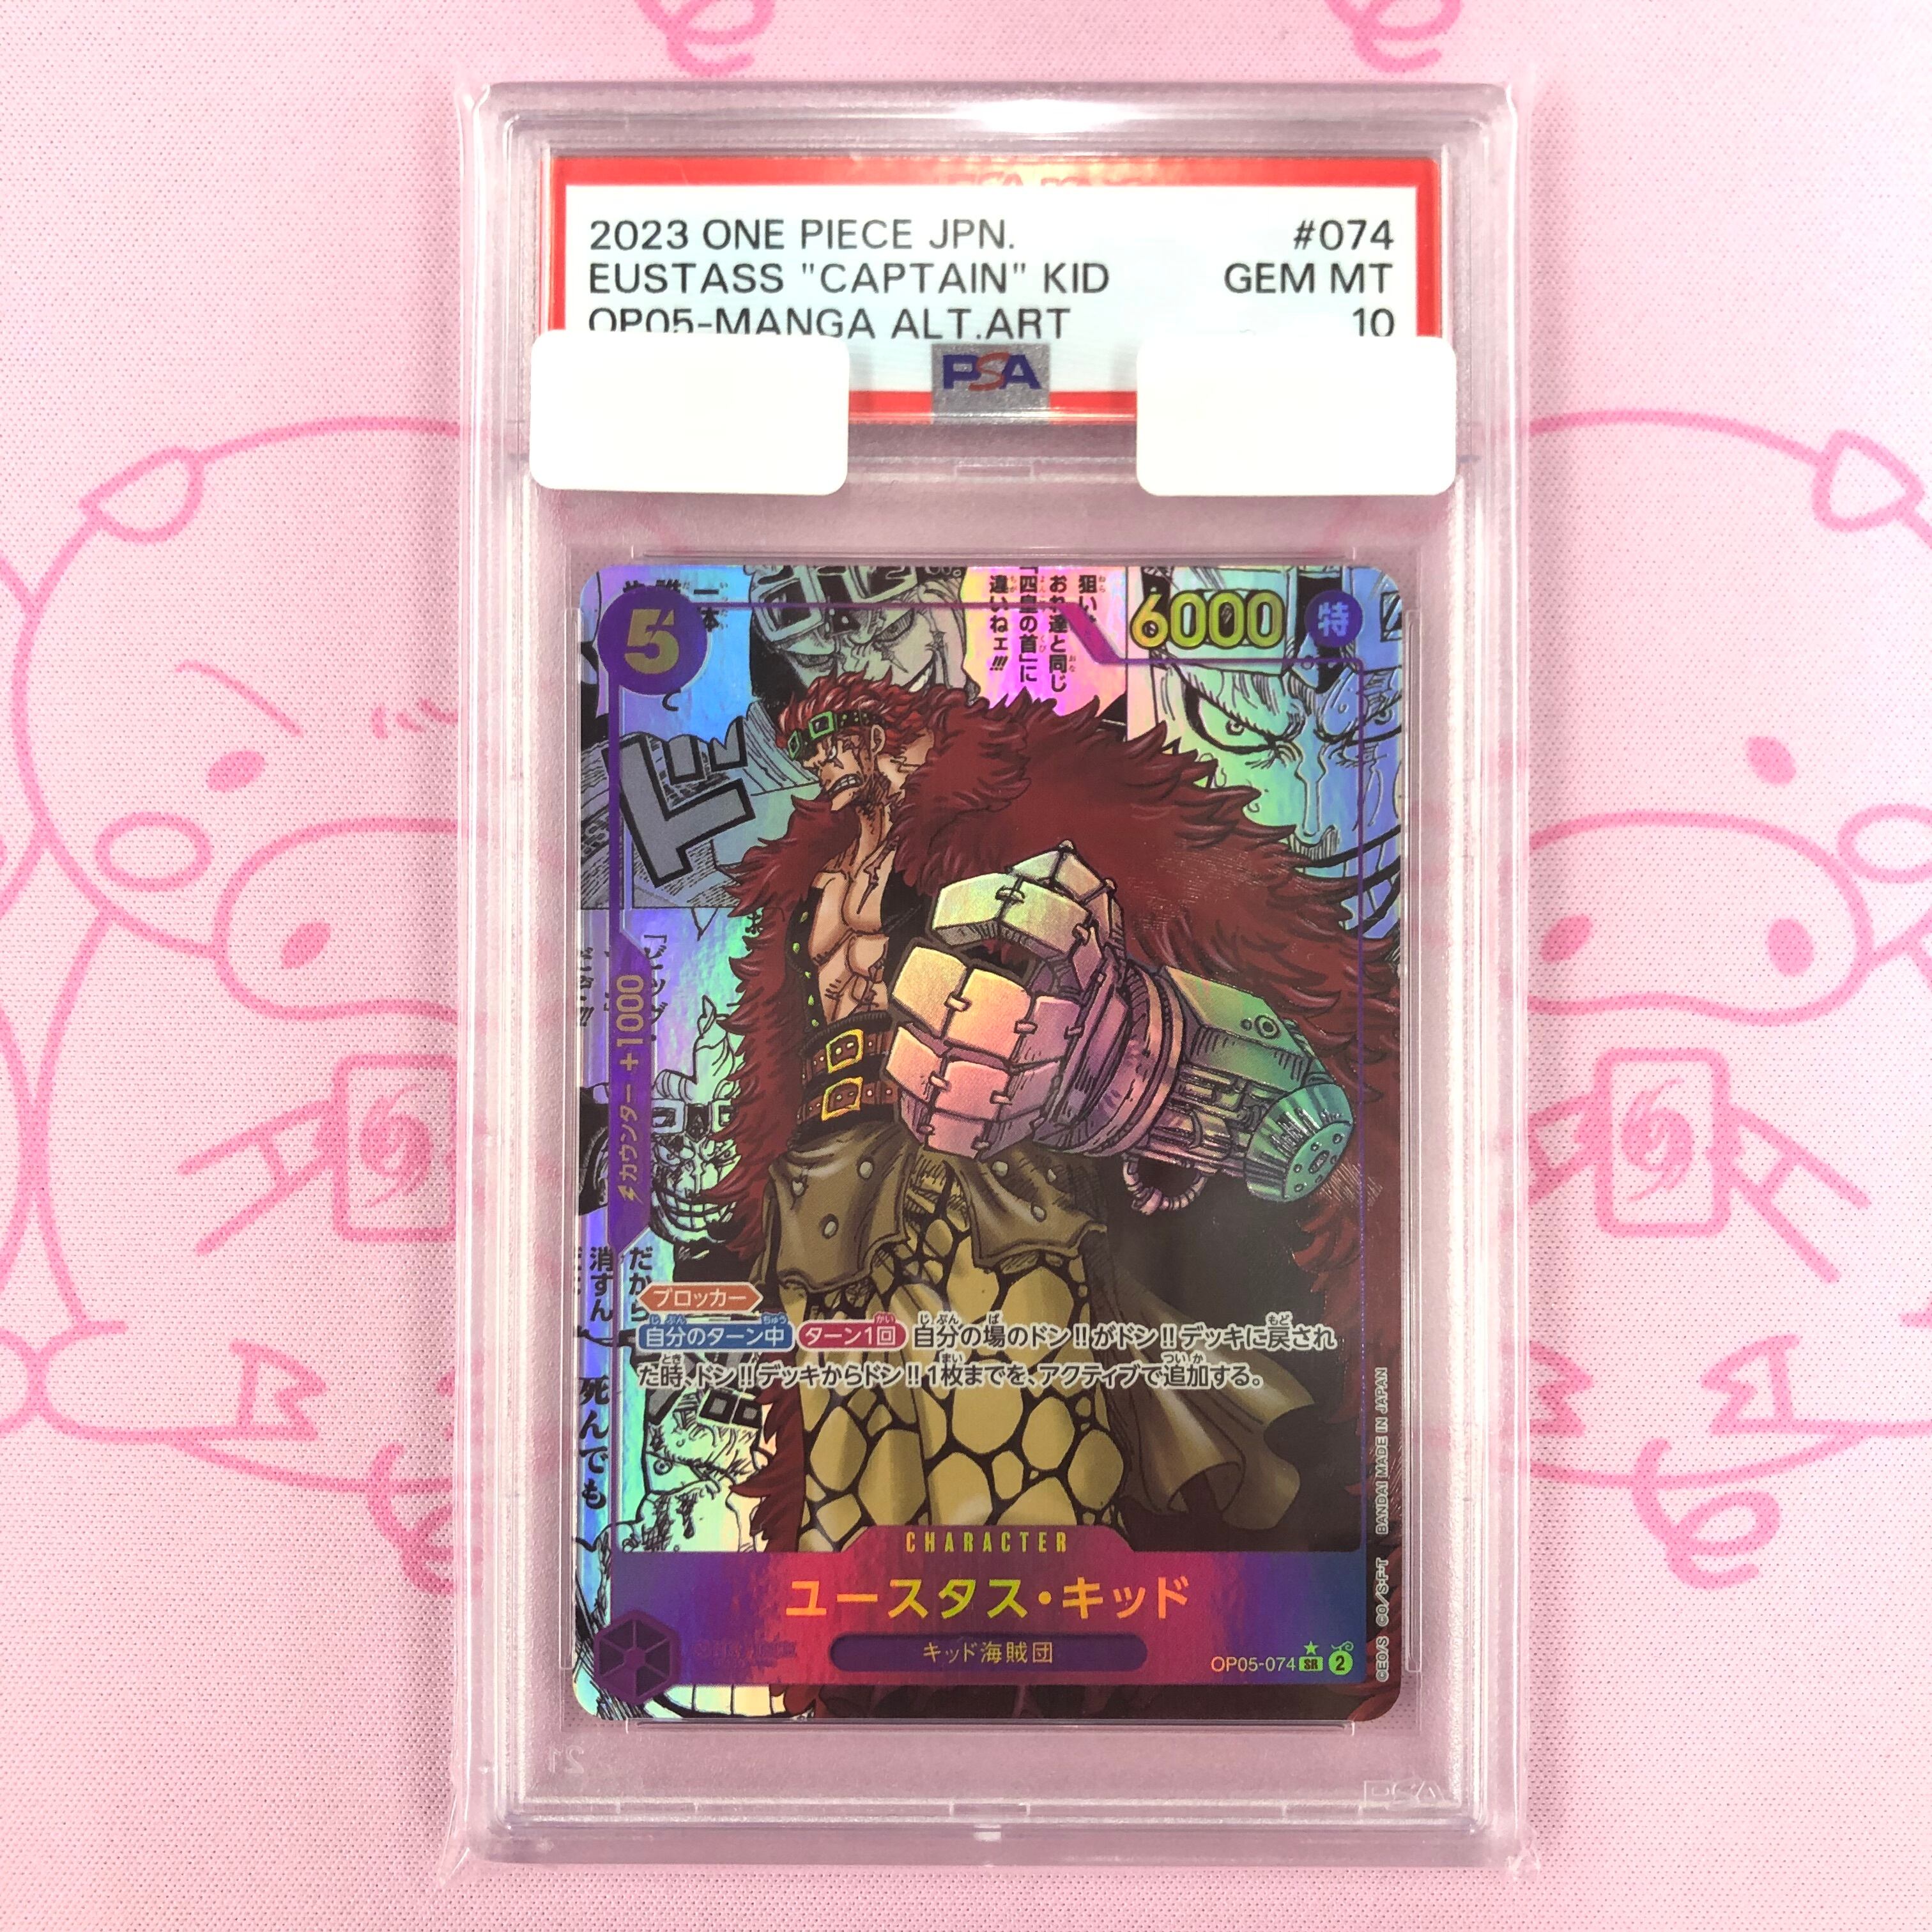 2023 ONE PIECE JPN. #074
EUSTASS "CAPTAIN" KID GEM MT
OP05-MANGA ALT.ART 10
PSA
5
6000
特
狙い
おれ達と同じ
「四皇の首」に
違いねェ!!!
ド
カウンター +1000
だから
消すん
死んでも
ブロッカー
自分のターン中 ターン1回 自分の場のドン!!がドン!!デッキに戻され
た時、ドン!!デッキからドン!!1枚までを、アクティブで追加する。
CHARACTER
ユースタス・キッド
キッド海賊団
OP05-074 SR 2
©EO/S ©O/S・F・T BANDAI MADE IN JAPAN
21
PSA